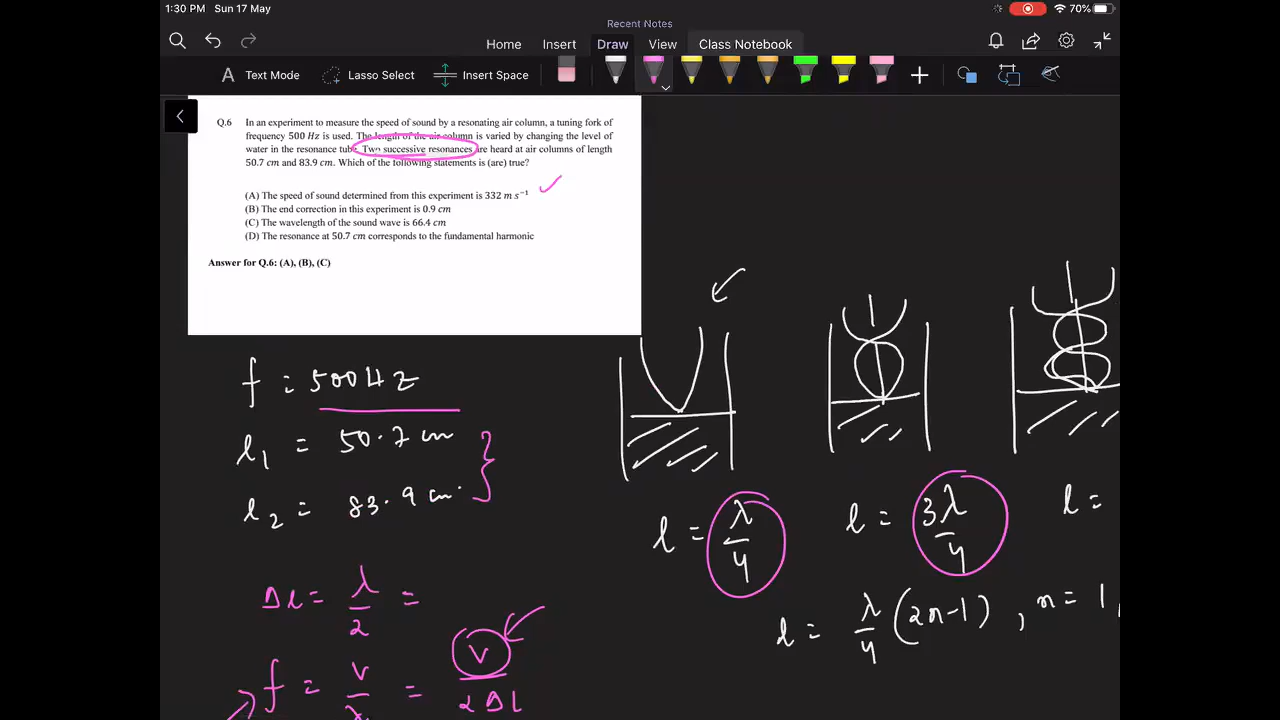 1:30 PM Sun 17 May
70%
Recent Notes
Home Insert Draw View Class Notebook
Text Mode Lasso Select Insert Space
Q.6 In an experiment to measure the speed of sound by a resonating air column, a tuning fork of
frequency 500 Hz is used. The length of the air column is varied by changing the level of
water in the resonance tube. Two successive resonances are heard at air columns of length
50.7 cm and 83.9 cm. Which of the following statements is (are) true?
(A) The speed of sound determined from this experiment is 332 m s⁻¹
(B) The end correction in this experiment is 0.9 cm
(C) The wavelength of the sound wave is 66.4 cm
(D) The resonance at 50.7 cm corresponds to the fundamental harmonic
Answer for Q.6: (A), (B), (C)
f = 500 Hz
l₁ = 50.7 cm
l₂ = 83.9 cm.
Δl = λ/2 =
f = v/λ = v/2Δl
l = λ/4
l = 3λ/4
l =
l = λ/4 (2n-1), n = 1,